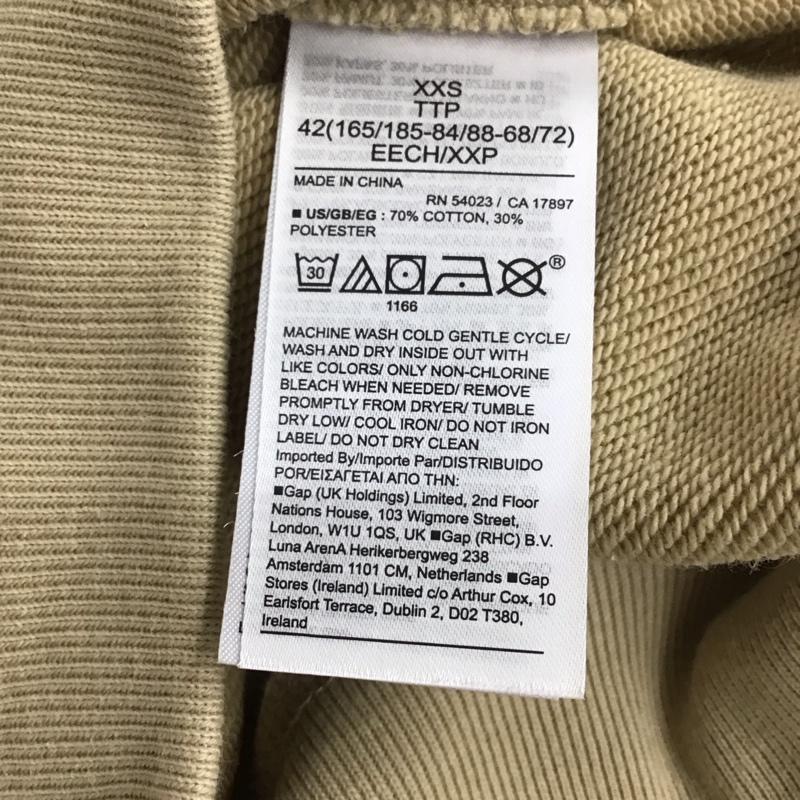 XXS
TTP
42(165/185-84/88-68/72)
EECH/XXP
MADE IN CHINA
RN 54023 / CA 17897
■ US/GB/EG : 70% COTTON, 30%
POLYESTER
30
®
1166
MACHINE WASH COLD GENTLE CYCLE/
WASH AND DRY INSIDE OUT WITH
LIKE COLORS/ ONLY NON-CHLORINE
BLEACH WHEN NEEDED/ REMOVE
PROMPTLY FROM DRYER/ TUMBLE
DRY LOW/ COOL IRON/ DO NOT IRON
LABEL/ DO NOT DRY CLEAN
Imported By/Importe Par/DISTRIBUIDO
POR/ΕΙΣΑΓΕΤΑΙ ΑΠΟ ΤΗΝ:
■Gap (UK Holdings) Limited, 2nd Floor
Nations House, 103 Wigmore Street,
London, W1U 1QS, UK ■Gap (RHC) B.V.
Luna ArenA Herikerbergweg 238
Amsterdam 1101 CM, Netherlands ■Gap
Stores (Ireland) Limited c/o Arthur Cox, 10
Earlsfort Terrace, Dublin 2, D02 T380,
Ireland